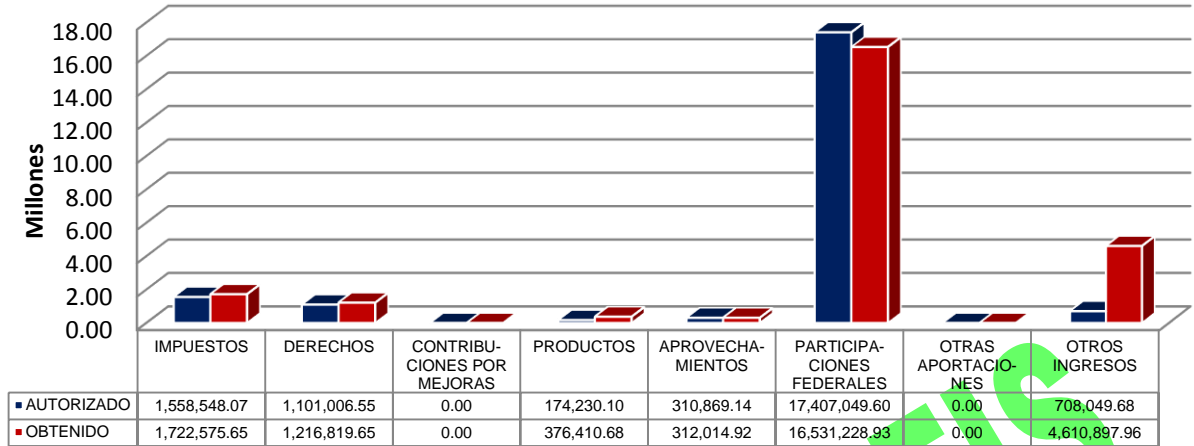 Millones
18.00
16.00
14.00
12.00
10.00
8.00
6.00
4.00
2.00
0.00
IMPUESTOS DERECHOS CONTRIBU- PRODUCTOS APROVECHA- PARTICIPA- OTRAS OTROS
CIONES POR MIENTOS CIONES APORTACIO- INGRESOS
MEJORAS FEDERALES NES
AUTORIZADO 1,558,548.07 1,101,006.55 0.00 174,230.10 310,869.14 17,407,049.60 0.00 708,049.68
OBTENIDO 1,722,575.65 1,216,819.65 0.00 376,410.68 312,014.92 16,531,228.93 0.00 4,610,897.96